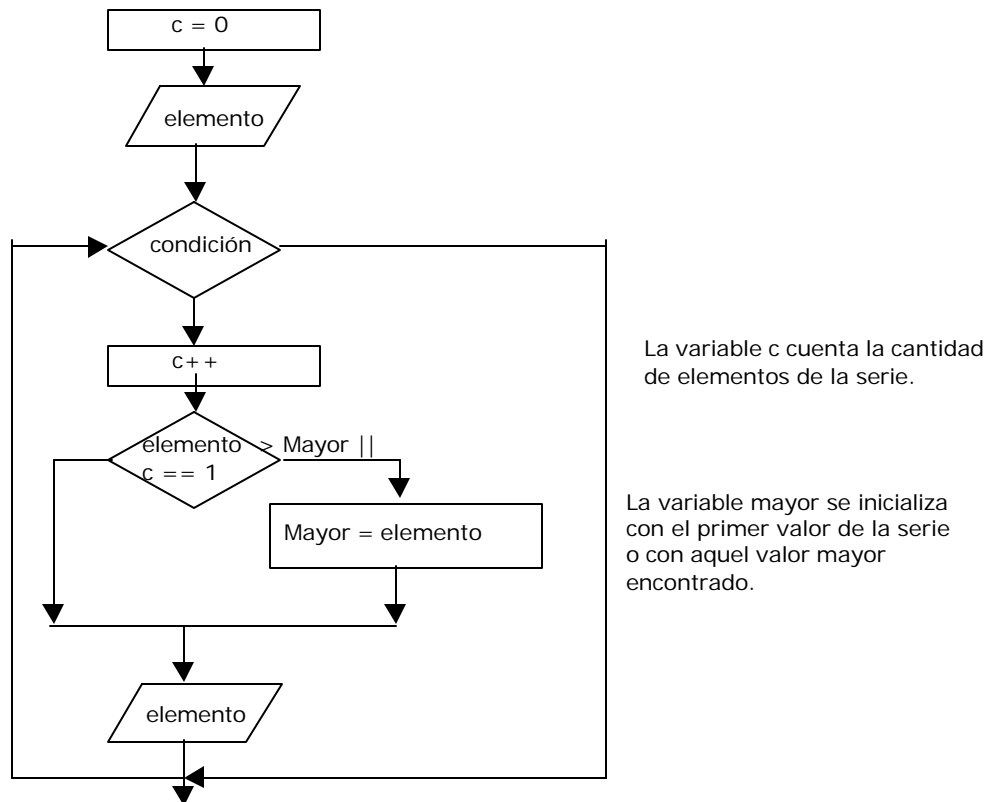 c = 0
elemento
condición
c++
elemento > Mayor ||
c == 1
Mayor = elemento
elemento
La variable c cuenta la cantidad
de elementos de la serie.
La variable mayor se inicializa
con el primer valor de la serie
o con aquel valor mayor
encontrado.